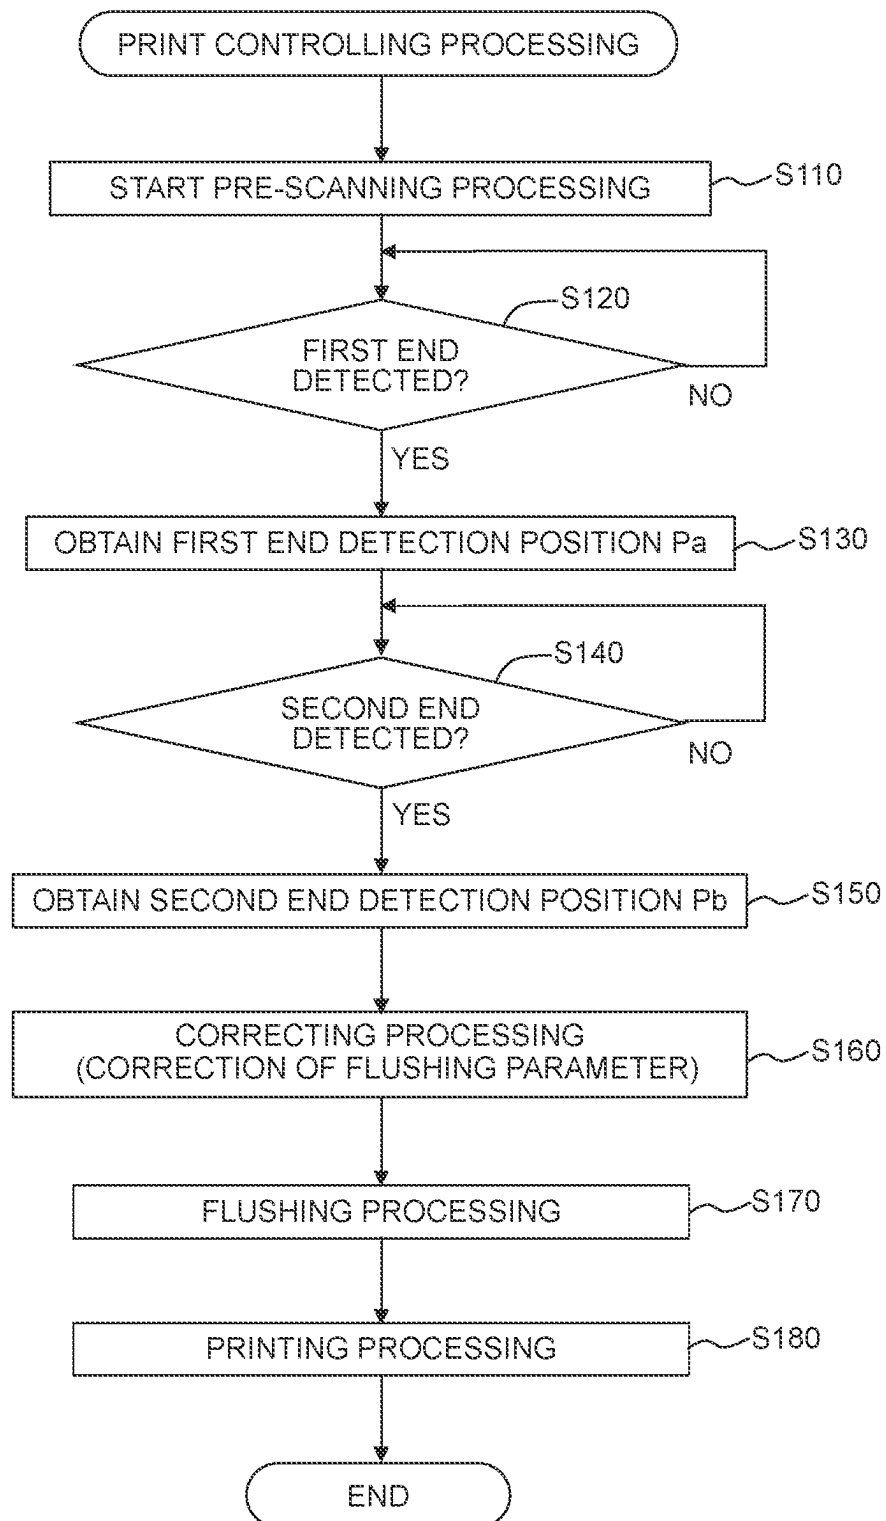 PRINT CONTROLLING PROCESSING
START PRE-SCANNING PROCESSING
S110
S120
FIRST END
DETECTED?
NO
YES
OBTAIN FIRST END DETECTION POSITION Pa
S130
S140
SECOND END
DETECTED?
NO
YES
OBTAIN SECOND END DETECTION POSITION Pb
S150
CORRECTING PROCESSING
(CORRECTION OF FLUSHING PARAMETER)
S160
FLUSHING PROCESSING
S170
PRINTING PROCESSING
S180
END